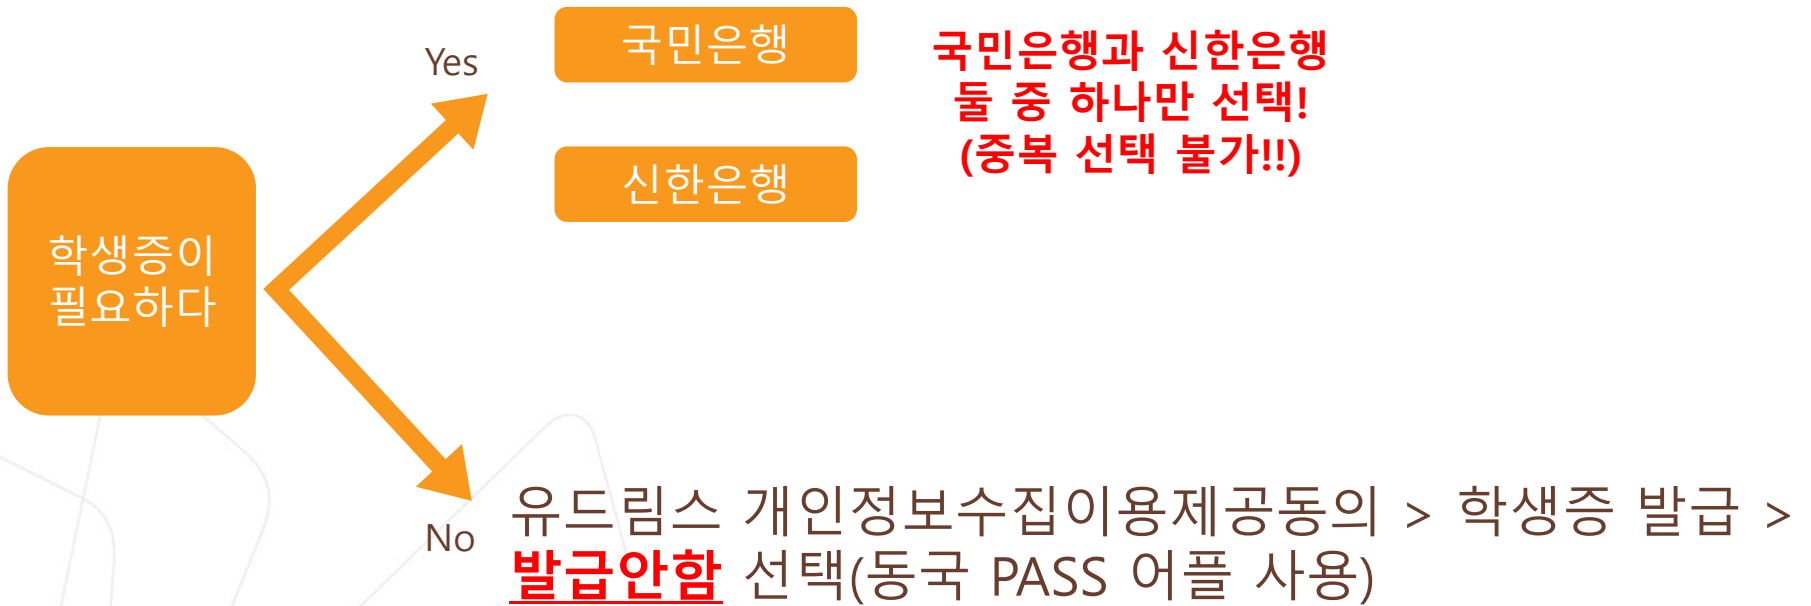 학생증이
필요하다
Yes
국민은행
신한은행
국민은행과 신한은행
둘 중 하나만 선택!
(중복 선택 불가!!)
No
유드림스 개인정보수집이용제공동의 > 학생증 발급 >
발급안함 선택(동국 PASS 어플 사용)